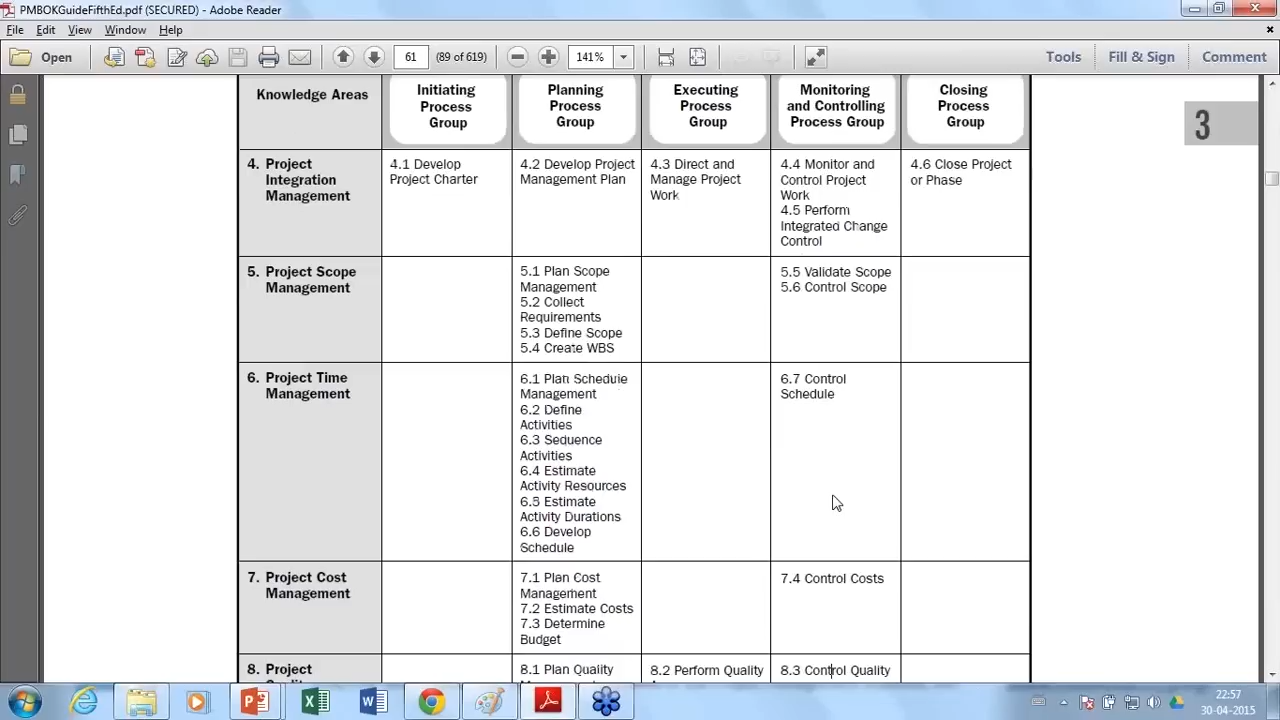 PMBOKGuideFifthEd.pdf (SECURED) - Adobe Reader
File Edit View Window Help
Open 61 (89 of 619) 141% Tools Fill & Sign Comment
Knowledge Areas
Initiating
Process
Group
Planning
Process
Group
Executing
Process
Group
Monitoring
and Controlling
Process Group
Closing
Process
Group
3
4. Project
Integration
Management
4.1 Develop
Project Charter
4.2 Develop Project
Management Plan
4.3 Direct and
Manage Project
Work
4.4 Monitor and
Control Project
Work
4.5 Perform
Integrated Change
Control
4.6 Close Project
or Phase
5. Project Scope
Management
5.1 Plan Scope
Management
5.2 Collect
Requirements
5.3 Define Scope
5.4 Create WBS
5.5 Validate Scope
5.6 Control Scope
6. Project Time
Management
6.1 Plan Schedule
Management
6.2 Define
Activities
6.3 Sequence
Activities
6.4 Estimate
Activity Resources
6.5 Estimate
Activity Durations
6.6 Develop
Schedule
6.7 Control
Schedule
7. Project Cost
Management
7.1 Plan Cost
Management
7.2 Estimate Costs
7.3 Determine
Budget
7.4 Control Costs
8. Project
8.1 Plan Quality
8.2 Perform Quality
8.3 Control Quality
22:57
30-04-2015